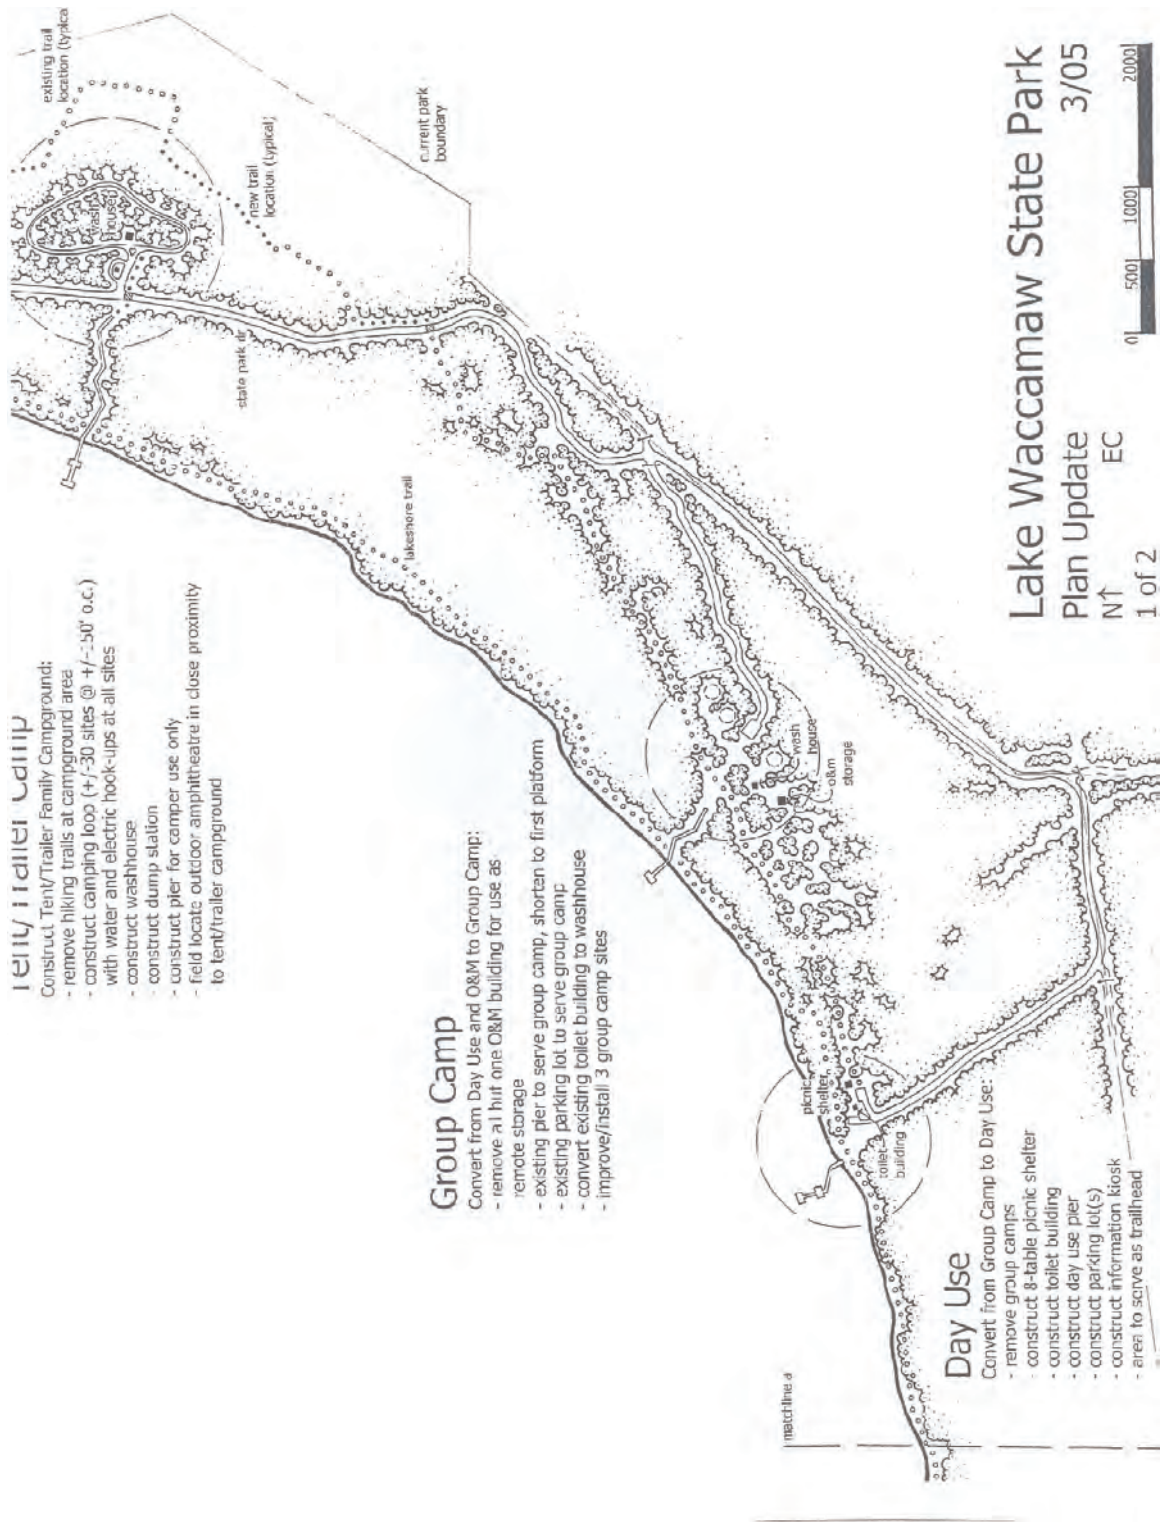 Tent/Trailer Camp
Construct Tent/Trailer Family Campground:
- remove hiking trails at campground area
- construct camping loop (+/-30 sites @ +/-150' o.c.)
with water and electric hook-ups at all sites
- construct washhouse
- construct dump station
- construct pier for camper use only
- field locate outdoor amphitheatre in close proximity
to tent/trailer campground
existing trail
location (typica
wash
house
new trail
location (typical)
current park
boundary
state park dr
lakeshore trail
Group Camp
Convert from Day Use and O&M to Group Camp:
- remove all but one O&M building for use as
remote storage
- existing pier to serve group camp, shorten to first platform
- existing parking lot to serve group camp
- convert existing toilet building to washhouse
- improve/install 3 group camp sites
wash
house
o&m
storage
picnic
shelter
toilet
building
matchline a
Day Use
Convert from Group Camp to Day Use:
- remove group camps
- construct 8-table picnic shelter
- construct toilet building
- construct day use pier
- construct parking lot(s)
- construct information kiosk
- area to serve as trailhead
Lake Waccamaw State Park
Plan Update 3/05
N↑ EC
1 of 2
0 500 1000 2000